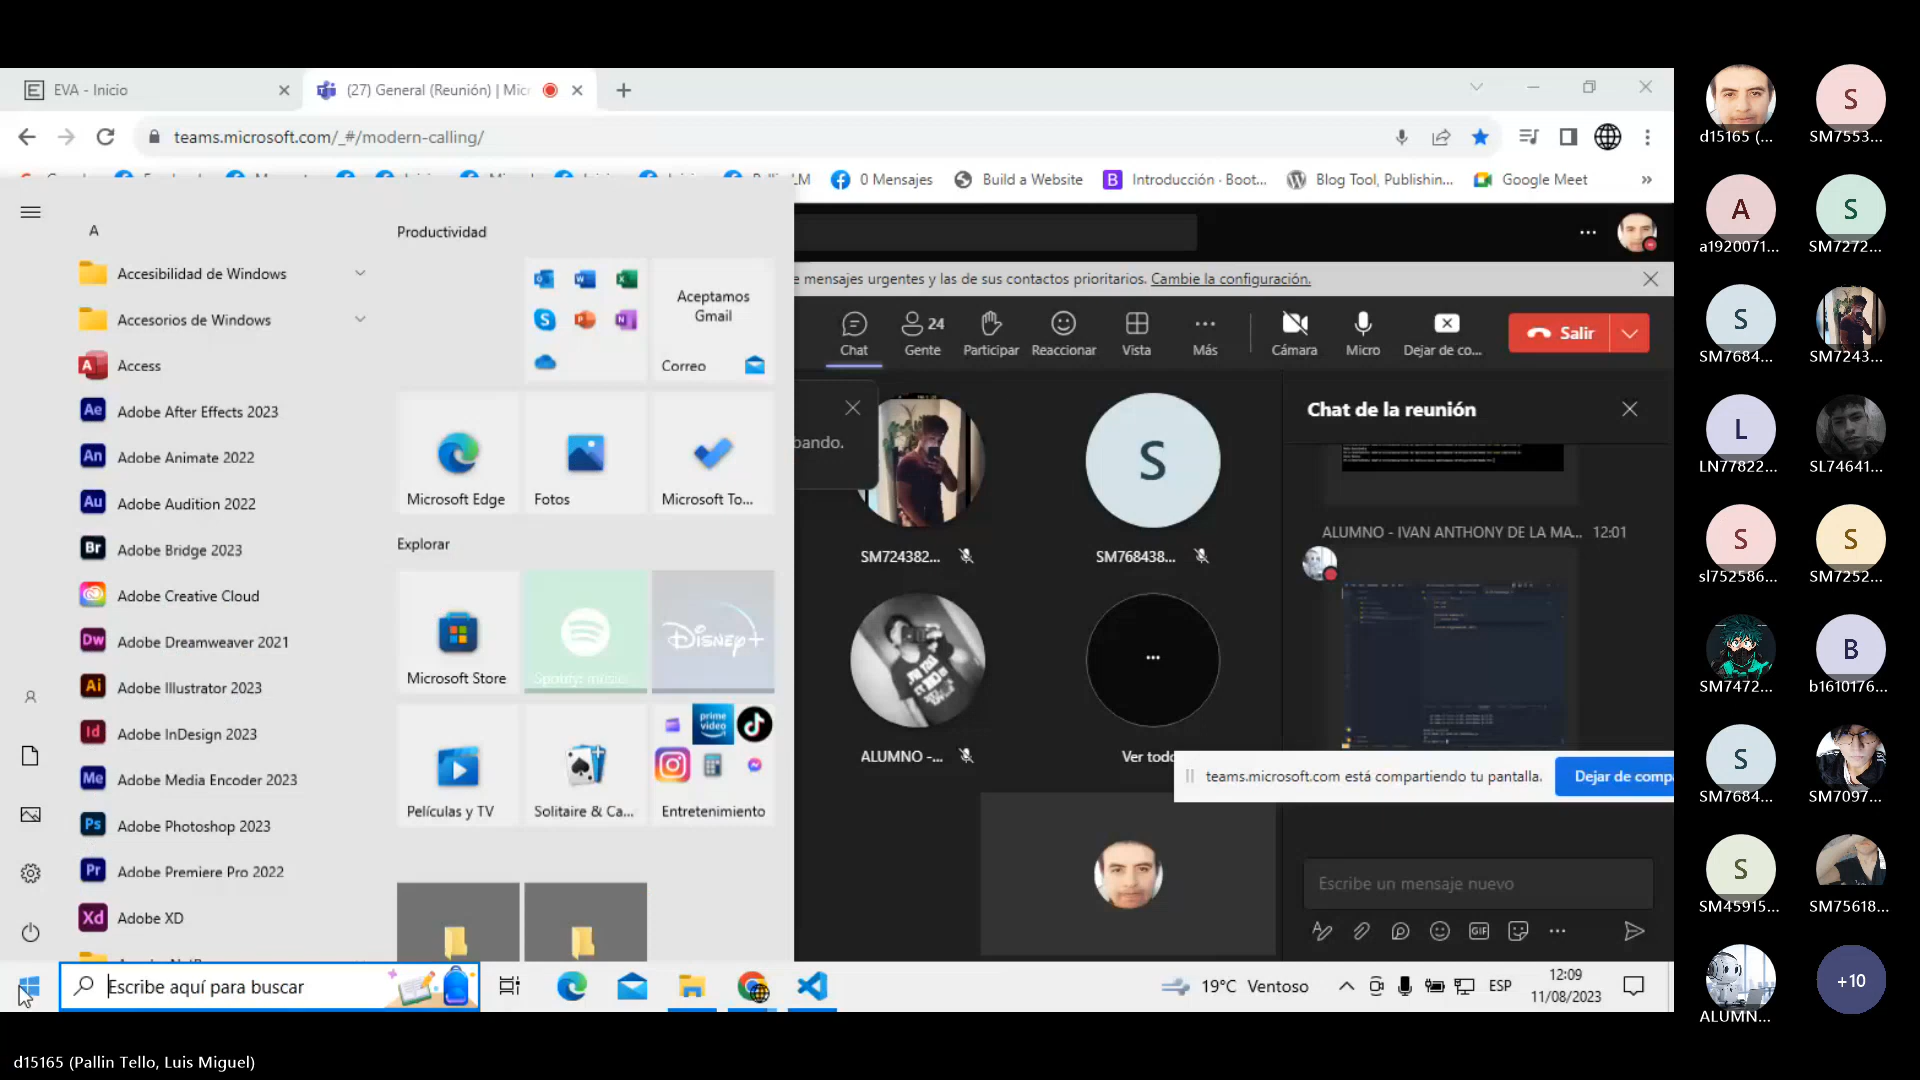 EVA - Inicio
(27) General (Reunión) | Micr
teams.microsoft.com/_#/modern-calling/
LM
0 Mensajes
Build a Website
Introducción · Boot...
Blog Tool, Publishin...
Google Meet
»
A
Accesibilidad de Windows
Accesorios de Windows
Access
Adobe After Effects 2023
Adobe Animate 2022
Adobe Audition 2022
Adobe Bridge 2023
Adobe Creative Cloud
Adobe Dreamweaver 2021
Adobe Illustrator 2023
Adobe InDesign 2023
Adobe Media Encoder 2023
Adobe Photoshop 2023
Adobe Premiere Pro 2022
Adobe XD
Productividad
Aceptamos
Gmail
Correo
Microsoft Edge
Fotos
Microsoft To...
Explorar
Microsoft Store
Disney+
prime
video
Películas y TV
Solitaire & Ca...
Entretenimiento
Escribe aquí para buscar
e mensajes urgentes y las de sus contactos prioritarios. Cambie la configuración.
24
Chat
Gente
Participar
Reaccionar
Vista
Más
Cámara
Micro
Dejar de co...
Salir
bando.
S
SM724382...
SM768438...
ALUMNO -...
Ver todo
Chat de la reunión
ALUMNO - IVAN ANTHONY DE LA MA... 12:01
teams.microsoft.com está compartiendo tu pantalla.
Dejar de compa
Escribe un mensaje nuevo
GIF
19°C Ventoso
ESP
12:09
11/08/2023
d15165 (...
S
SM7553...
A
a1920071...
S
SM7272...
S
SM7684...
SM7243...
L
LN77822...
SL74641...
S
sl752586...
S
SM7252...
SM7472...
B
b1610176...
S
SM7684...
SM7097...
S
SM45915...
SM75618...
ALUMN...
+10
d15165 (Pallin Tello, Luis Miguel)